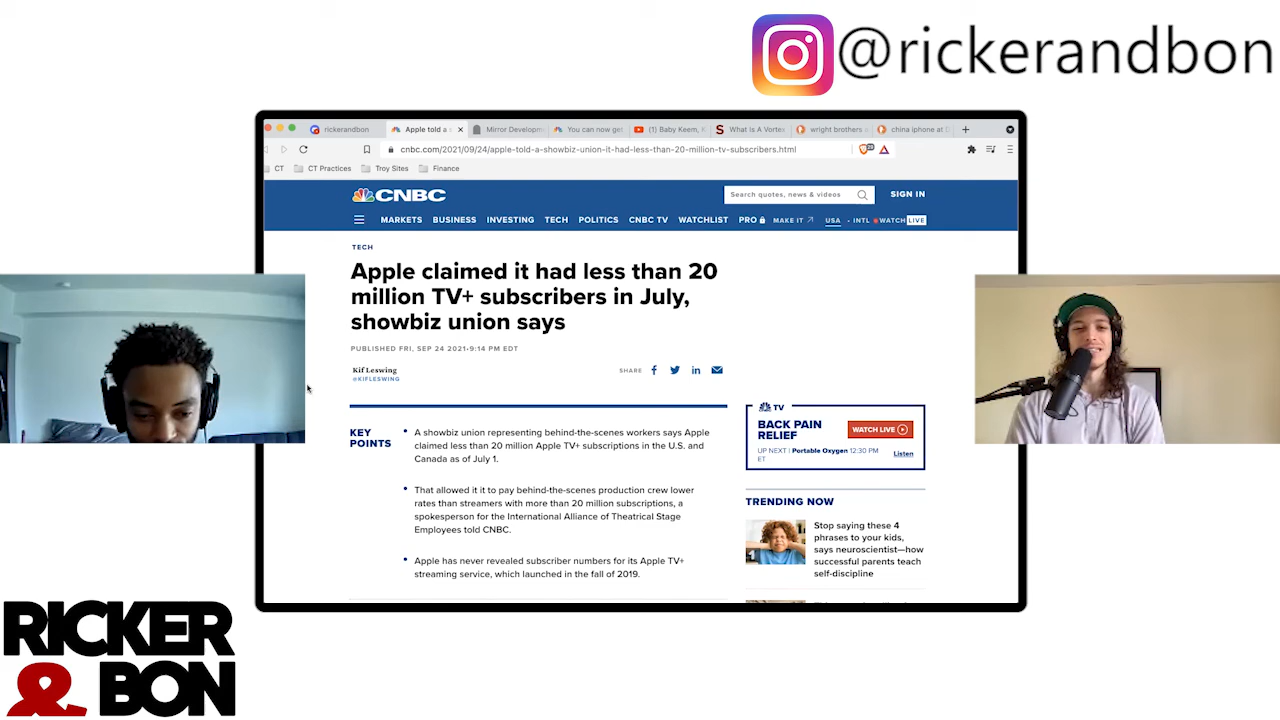 @rickerandbon
rickerandbon
Apple told a s
Mirror Developm
You can now get
(1) Baby Keem, K
What Is A Vortex
wright brothers a
china iphone at D
cnbc.com/2021/09/24/apple-told-a-showbiz-union-it-had-less-than-20-million-tv-subscribers.html
CT
CT Practices
Troy Sites
Finance
CNBC
Search quotes, news & videos
SIGN IN
MARKETS BUSINESS INVESTING TECH POLITICS CNBC TV WATCHLIST PRO MAKE IT USA • INTL WATCH LIVE
TECH
Apple claimed it had less than 20
million TV+ subscribers in July,
showbiz union says
PUBLISHED FRI, SEP 24 2021•9:14 PM EDT
Kif Leswing
@KIFLESWING
SHARE
KEY
POINTS
A showbiz union representing behind-the-scenes workers says Apple
claimed less than 20 million Apple TV+ subscriptions in the U.S. and
Canada as of July 1.
That allowed it it to pay behind-the-scenes production crew lower
rates than streamers with more than 20 million subscriptions, a
spokesperson for the International Alliance of Theatrical Stage
Employees told CNBC.
Apple has never revealed subscriber numbers for its Apple TV+
streaming service, which launched in the fall of 2019.
TV
BACK PAIN
RELIEF
WATCH LIVE
UP NEXT | Portable Oxygen 12:30 PM
ET
Listen
TRENDING NOW
1
Stop saying these 4
phrases to your kids,
says neuroscientist—how
successful parents teach
self-discipline
RICKER
& BON